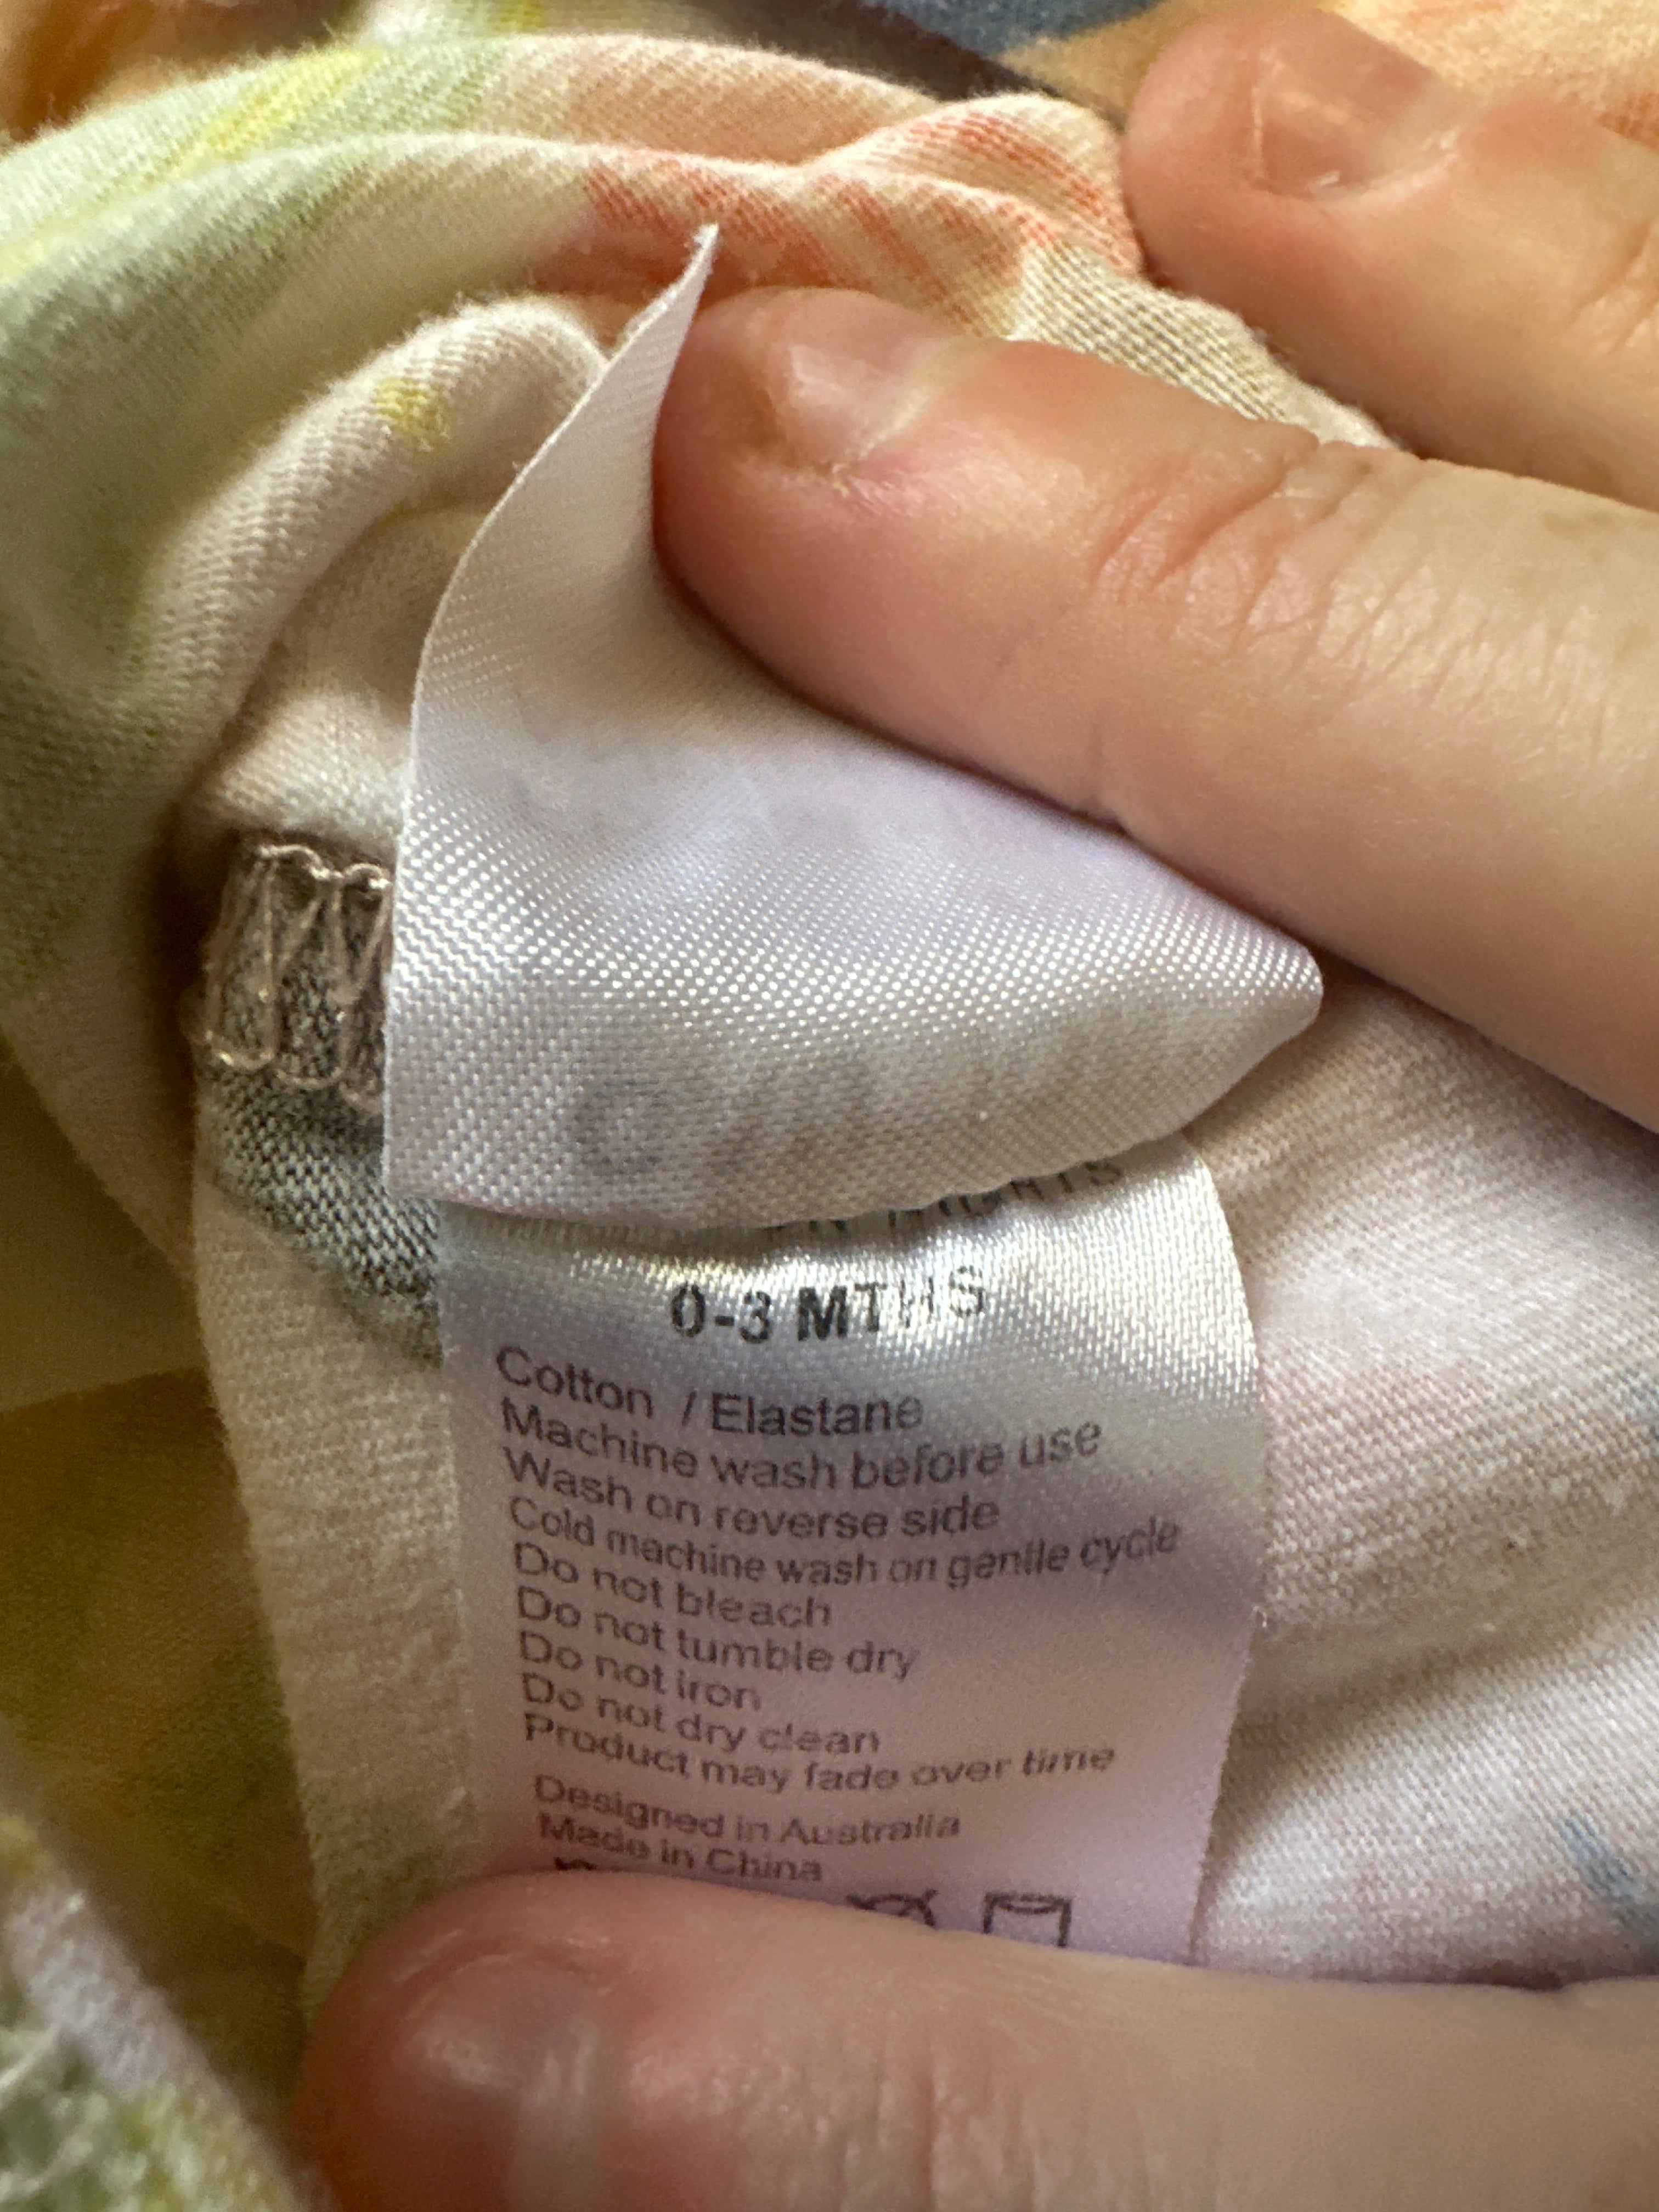 0-3 MTHS
Cotton / Elastane
Machine wash before use
Wash on reverse side
Cold machine wash on gentle cycle
Do not bleach
Do not tumble dry
Do not iron
Do not dry clean
Product may fade over time
Designed in Australia
Made in China